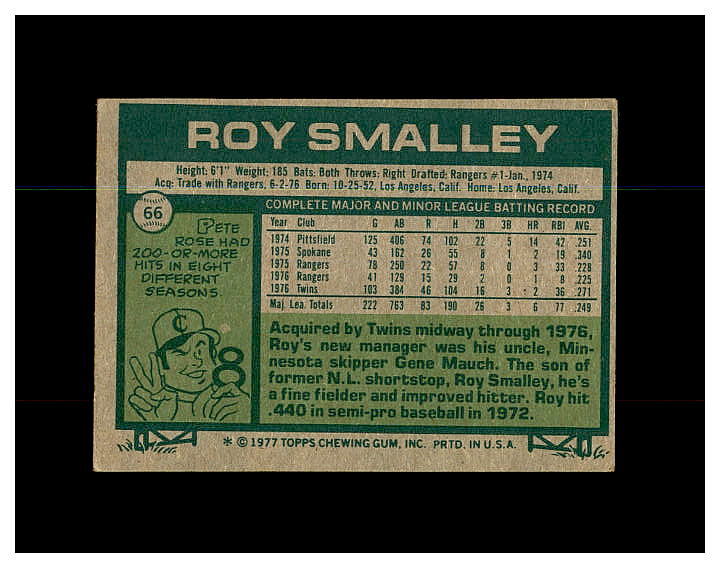 ROY SMALLEY
Height: 6'1" Weight: 185 Bats: Both Throws: Right Drafted: Rangers #1-Jan., 1974
Acq: Trade with Rangers, 6-2-76 Born: 10-25-52, Los Angeles, Calif. Home: Los Angeles, Calif.
66
PETE
ROSE HAD
200-OR-MORE
HITS IN EIGHT
DIFFERENT
SEASONS.
C
COMPLETE MAJOR AND MINOR LEAGUE BATTING RECORD
Year Club G AB R H 2B 3B HR RBI AVG.
1974 Pittsfield 125 406 74 102 22 5 14 42 .251
1975 Spokane 43 162 26 55 8 1 2 19 .340
1975 Rangers 78 250 22 57 8 0 3 33 .228
1976 Rangers 41 129 15 29 2 0 1 8 .225
1976 Twins 103 384 46 104 16 3 2 36 .271
Maj. Lea. Totals 222 763 83 190 26 3 6 77 .249
Acquired by Twins midway through 1976,
Roy's new manager was his uncle, Min-
nesota skipper Gene Mauch. The son of
former N.L. shortstop, Roy Smalley, he's
a fine fielder and improved hitter. Roy hit
.440 in semi-pro baseball in 1972.
* © 1977 TOPPS CHEWING GUM, INC. PRTD. IN U.S.A.